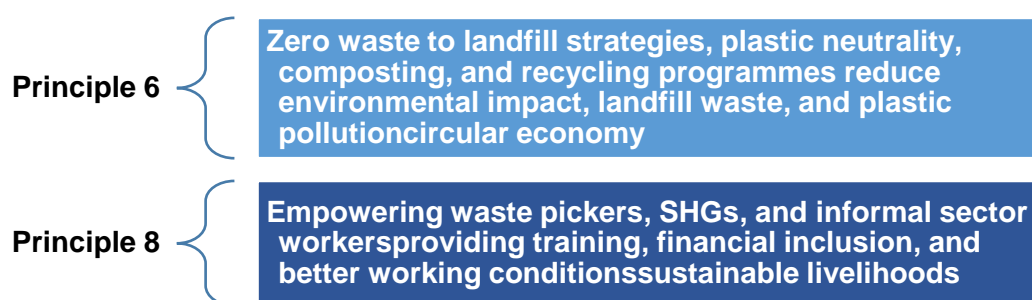 Principle 6
Zero waste to landfill strategies, plastic neutrality,
composting, and recycling programmes reduce
environmental impact, landfill waste, and plastic
pollutioncircular economy
Principle 8
Empowering waste pickers, SHGs, and informal sector
workersproviding training, financial inclusion, and
better working conditionssustainable livelihoods